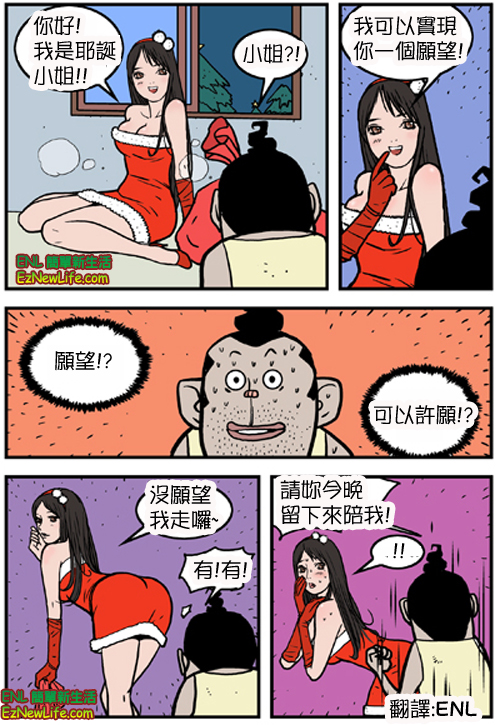 你好!
我是耶誕
小姐!!
小姐?!
我可以實現
你一個願望!
ENL 簡單新生活
EzNewLife.com
願望!?
可以許願!?
沒願望
我走囉~
有!有!
請妳今晚
留下來陪我!
!!
ENL 簡單新生活
EzNewLife.com
翻譯:ENL